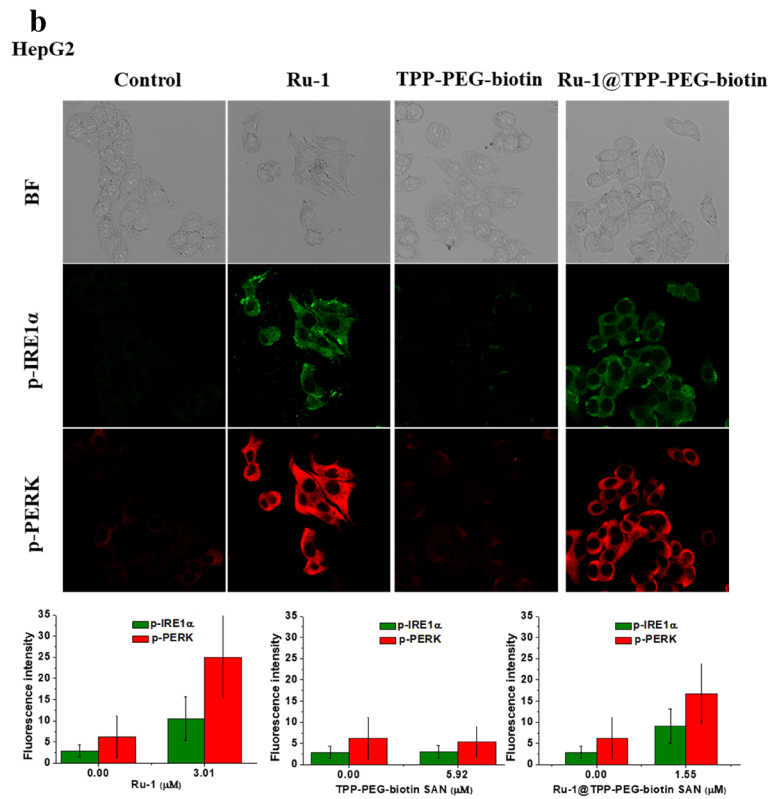 b
HepG2
Control Ru-1 TPP-PEG-biotin Ru-1@TPP-PEG-biotin
BF
p-IRE1α
p-PERK
Fluorescence intensity
35
30
25
20
15
10
5
0
p-IRE1α
p-PERK
0.00 3.01
Ru-1 (μM)
Fluorescence intensity
35
30
25
20
15
10
5
0
p-IRE1α
p-PERK
0.00 5.92
TPP-PEG-biotin SAN (μM)
Fluorescence intensity
35
30
25
20
15
10
5
0
p-IRE1α
p-PERK
0.00 1.55
Ru-1@TPP-PEG-biotin SAN (μM)